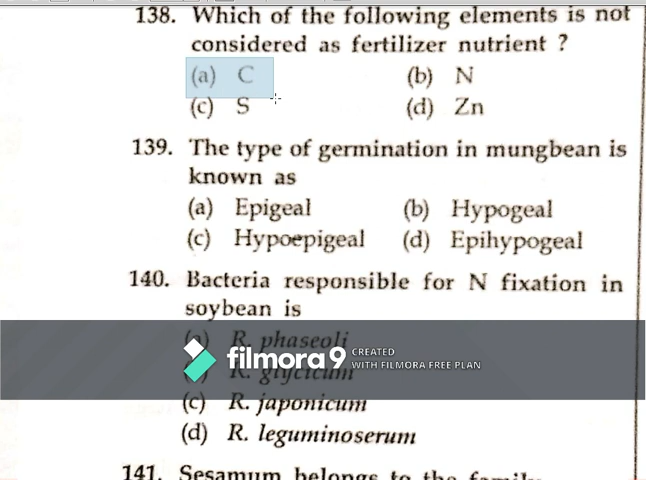 138. Which of the following elements is not
considered as fertilizer nutrient ?
(a) C (b) N
(c) S (d) Zn
139. The type of germination in mungbean is
known as
(a) Epigeal (b) Hypogeal
(c) Hypoepigeal (d) Epihypogeal
140. Bacteria responsible for N fixation in
soybean is
(a) R. phaseoli
filmora9 CREATED
WITH FILMORA FREE PLAN
(c) R. japonicum
(d) R. leguminoserum
141. Sesamum belongs to the family